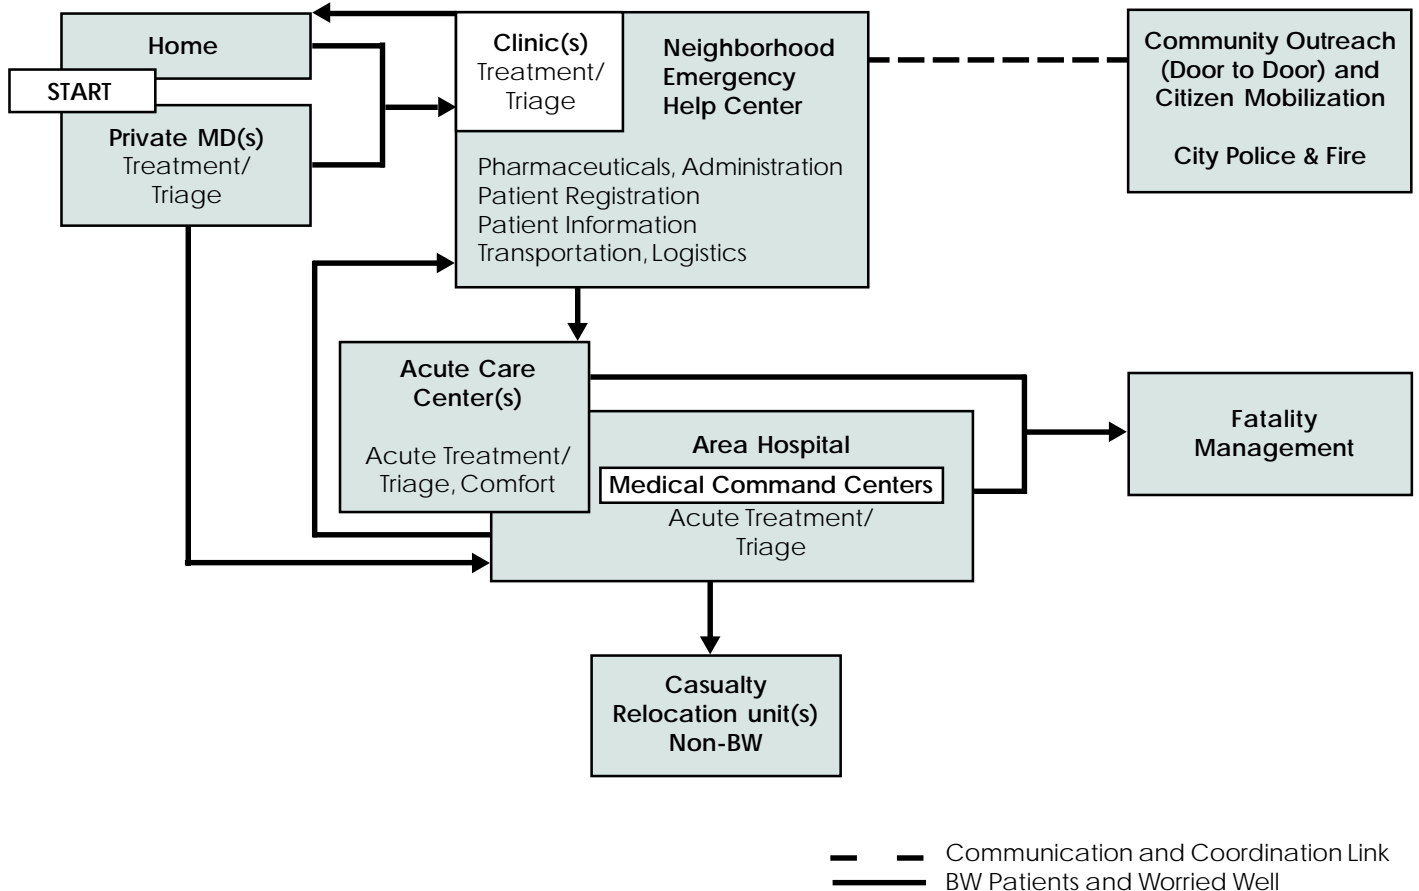 Home
START
Private MD(s)
Treatment/
Triage
Clinic(s)
Treatment/
Triage
Neighborhood
Emergency
Help Center
Pharmaceuticals, Administration
Patient Registration
Patient Information
Transportation, Logistics
Community Outreach
(Door to Door) and
Citizen Mobilization
City Police & Fire
Acute Care
Center(s)
Acute Treatment/
Triage, Comfort
Area Hospital
Medical Command Centers
Acute Treatment/
Triage
Fatality
Management
Casualty
Relocation unit(s)
Non-BW
Communication and Coordination Link
BW Patients and Worried Well